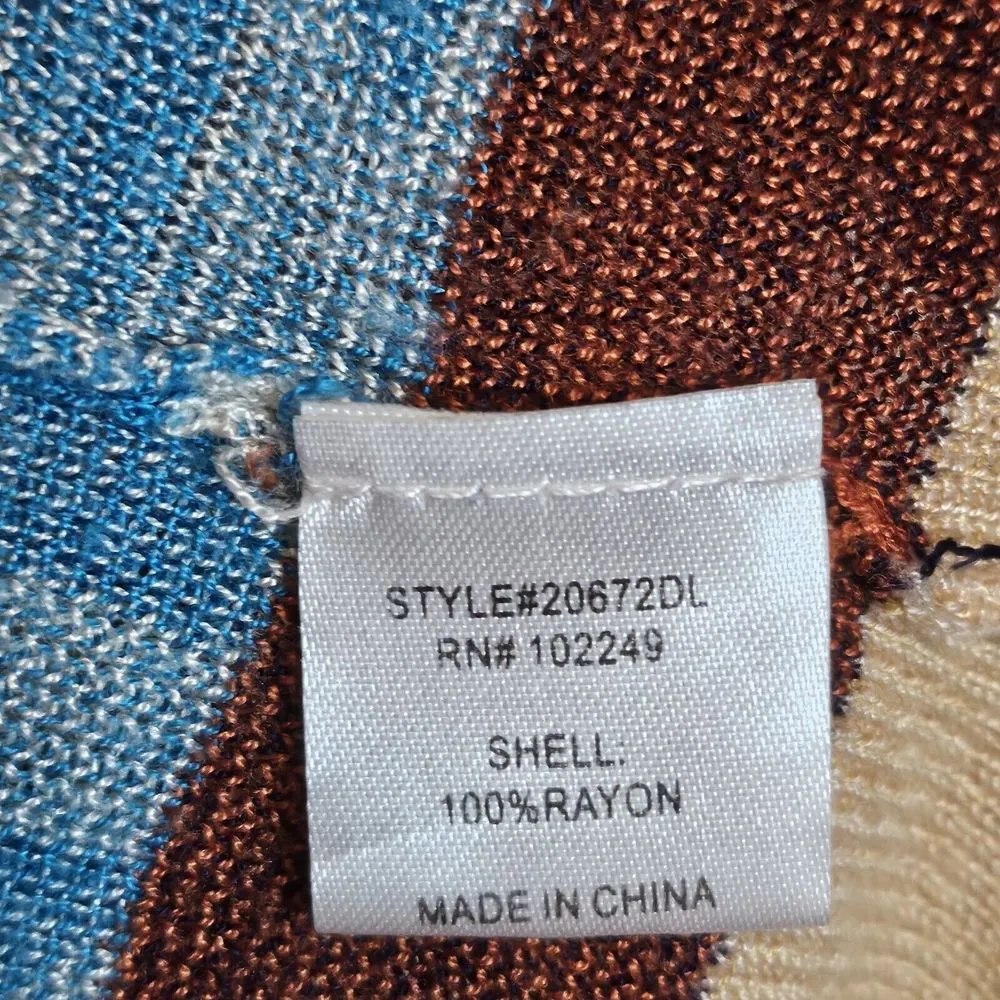 STYLE#20672DL
RN# 102249
SHELL:
100%RAYON
MADE IN CHINA